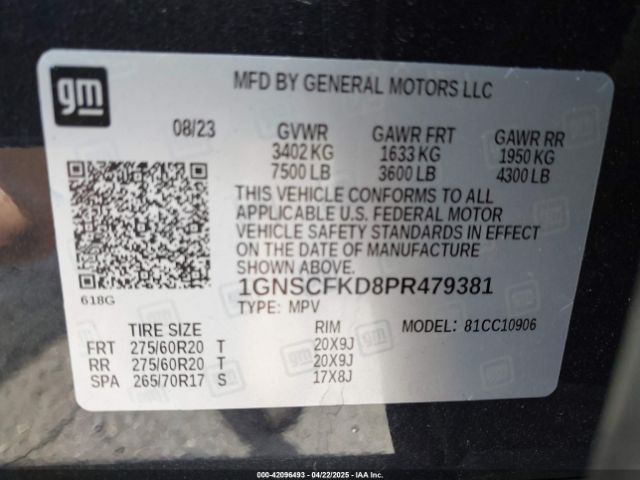 gm
MFD BY GENERAL MOTORS LLC
08/23 GVWR GAWR FRT GAWR RR
3402 KG 1633 KG 1950 KG
7500 LB 3600 LB 4300 LB
THIS VEHICLE CONFORMS TO ALL
APPLICABLE U.S. FEDERAL MOTOR
VEHICLE SAFETY STANDARDS IN EFFECT
ON THE DATE OF MANUFACTURE
SHOWN ABOVE.
618G
1GNSCFKD8PR479381
TYPE: MPV
TIRE SIZE RIM MODEL: 81CC10906
FRT 275/60R20 T 20X9J
RR 275/60R20 T 20X9J
SPA 265/70R17 S 17X8J
000-42096493 - 04/22/2025 - IAA, Inc.